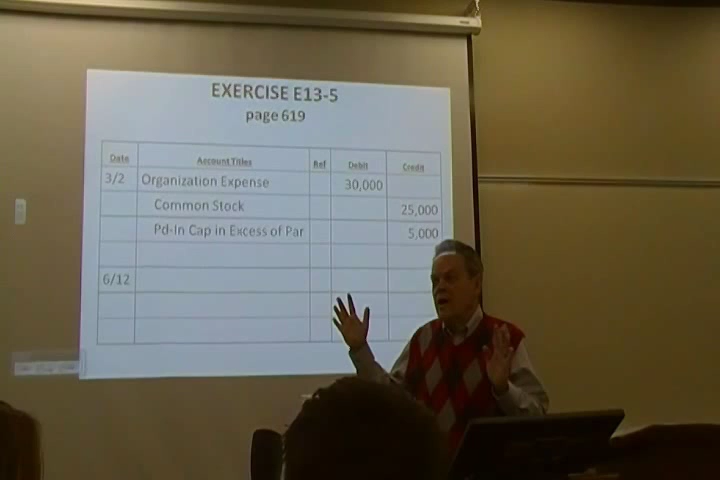 EXERCISE E13-5
page 619
Date Account Titles Ref Debit Credit
3/2 Organization Expense 30,000
Common Stock 25,000
Pd-In Cap in Excess of Par 5,000
6/12